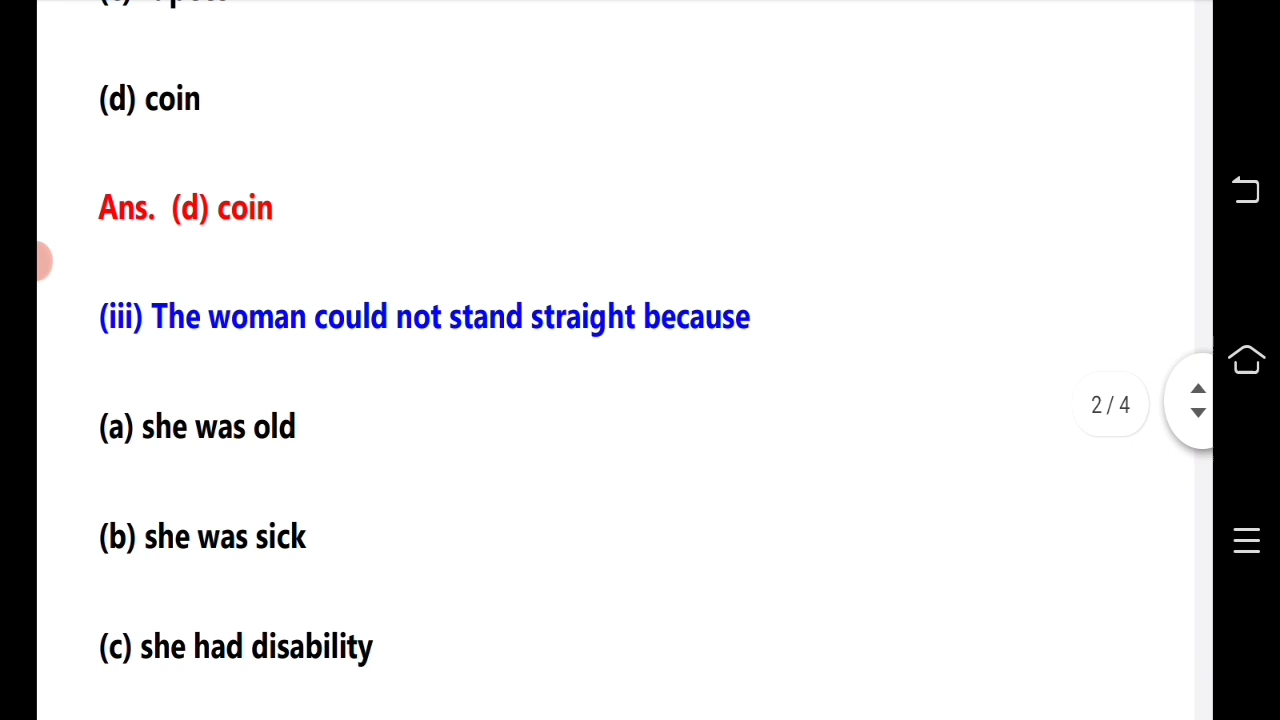 (d) coin
Ans. (d) coin
(iii) The woman could not stand straight because
(a) she was old
2 / 4
(b) she was sick
(c) she had disability